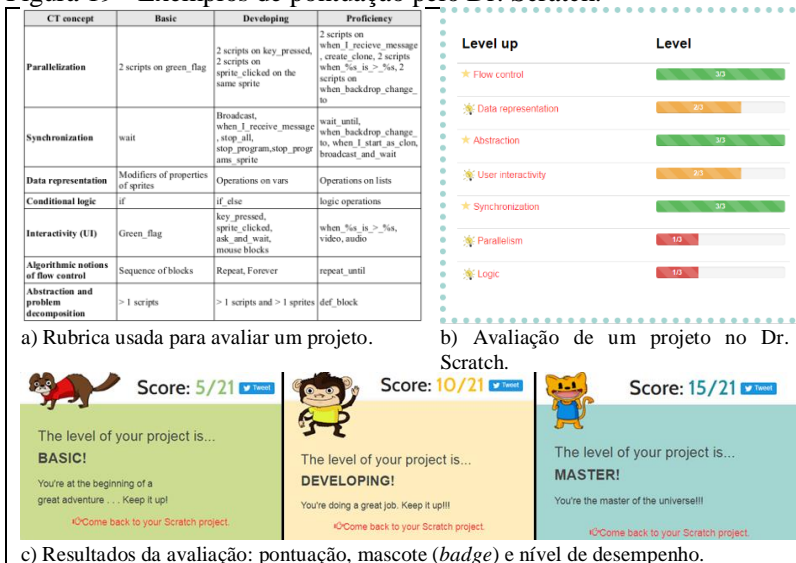 Figura 19 – Exemplos de pontuação pelo Dr. Scratch.
CT concept Basic Developing Proficiency
Parallelization
2 scripts on green_flag
2 scripts on key_pressed,
2 scripts on
sprite_clicked on the
same sprite
2 scripts on
when_I_recieve_message
, create_clone, 2 scripts
when_%s_is_>_%s, 2
scripts on
when_backdrop_change_
to
Synchronization
wait
Broadcast,
when_I_receive_message
, stop_all,
stop_program,stop_progr
ams_sprite
wait_until,
when_backdrop_change_
to, when_I_start_as_clon,
broadcast_and_wait
Data representation
Modifiers of properties
of sprites
Operations on vars
Operations on lists
Conditional logic if if_else logic operations
Interactivity (UI)
Green_flag
key_pressed,
sprite_clicked,
ask_and_wait,
mouse blocks
when_%s_is_>_%s,
video, audio
Algorithmic notions
of flow control
Sequence of blocks
Repeat, Forever
repeat_until
Abstraction and
problem
decomposition
> 1 scripts
> 1 scripts and > 1 sprites
def_block
Level up Level
Flow control 3/3
Data representation 2/3
Abstraction 3/3
User interactivity 2/3
Synchronization 3/3
Parallelism 1/3
Logic 1/3
a) Rubrica usada para avaliar um projeto.
b) Avaliação de um projeto no Dr.
Scratch.
Score: 5/21 Tweet
The level of your project is...
BASIC!
You're at the beginning of a
great adventure . . . Keep it up!
Come back to your Scratch project.
Score: 10/21 Tweet
The level of your project is...
DEVELOPING!
You're doing a great job. Keep it up!!!
Come back to your Scratch project.
Score: 15/21 Tweet
The level of your project is...
MASTER!
You're the master of the universe!!!
Come back to your Scratch project.
c) Resultados da avaliação: pontuação, mascote (badge) e nível de desempenho.